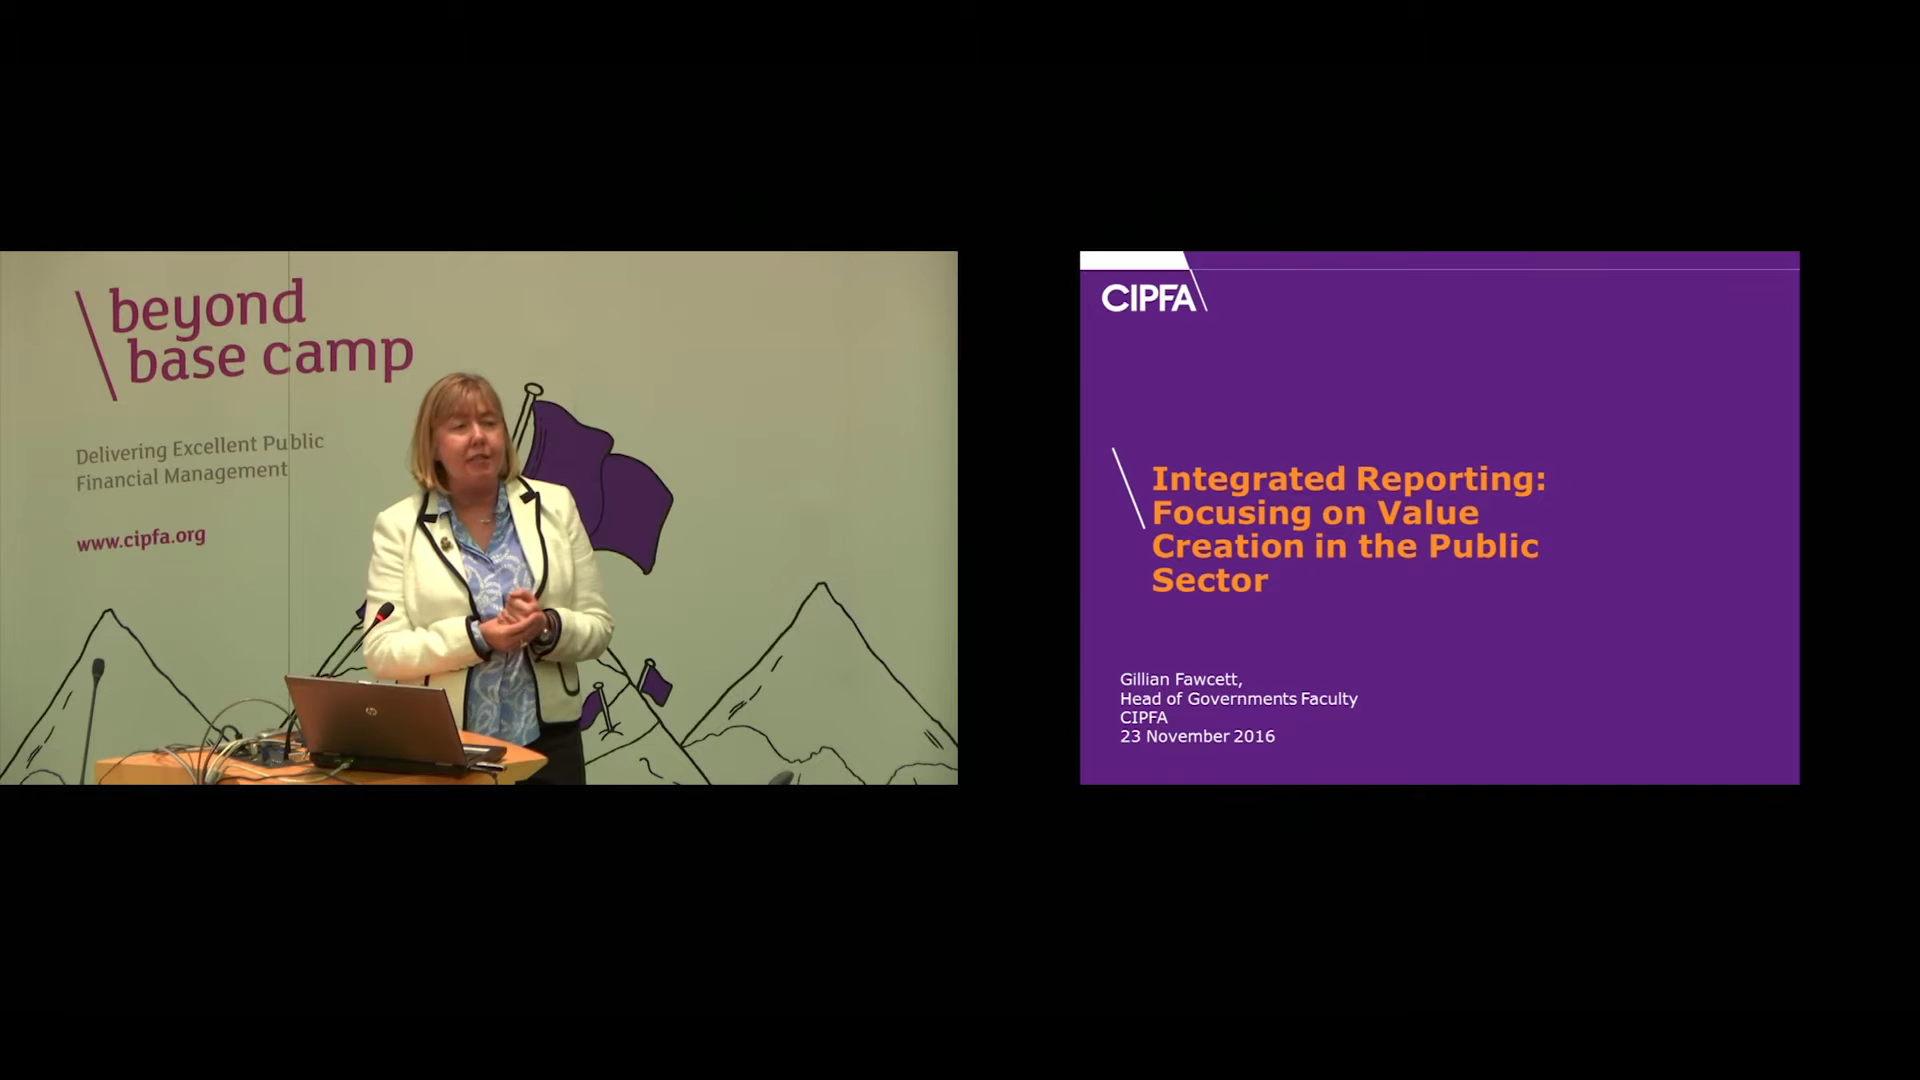 beyond
base camp
Delivering Excellent Public
Financial Management
www.cipfa.org
hp
CIPFA
Integrated Reporting:
Focusing on Value
Creation in the Public
Sector
Gillian Fawcett,
Head of Governments Faculty
CIPFA
23 November 2016